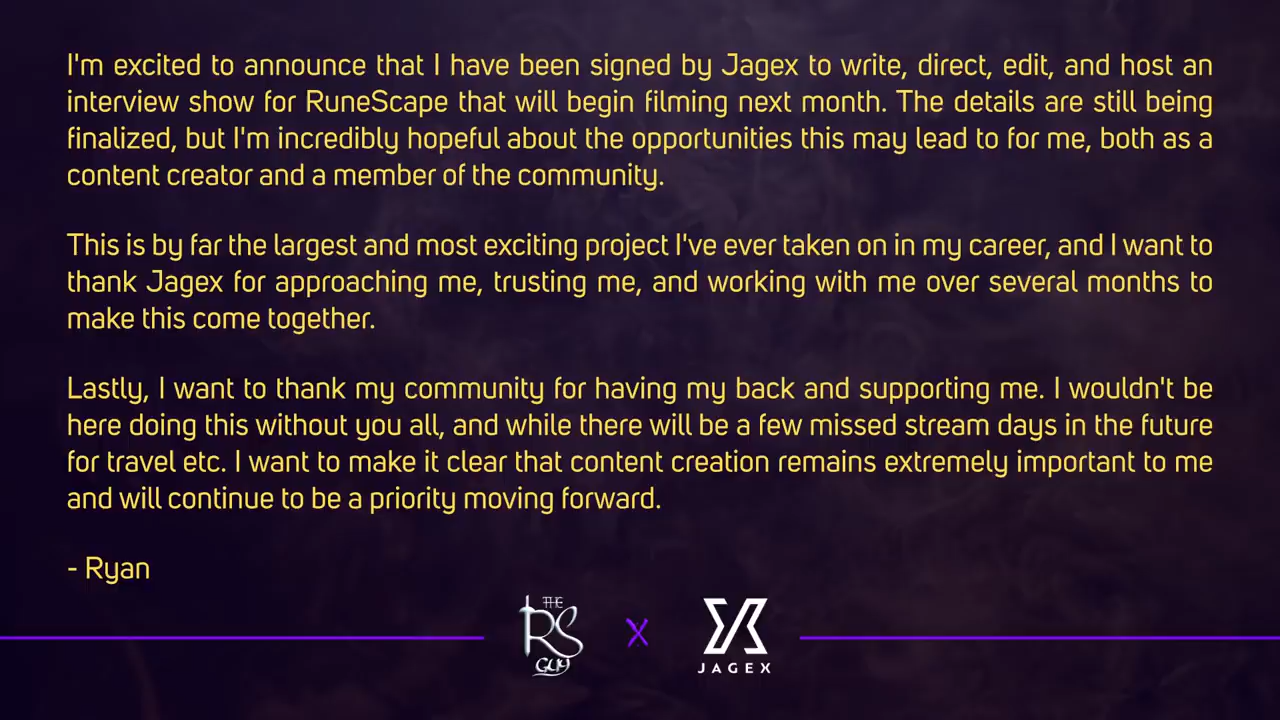 I'm excited to announce that I have been signed by Jagex to write, direct, edit, and host an
interview show for RuneScape that will begin filming next month. The details are still being
finalized, but I'm incredibly hopeful about the opportunities this may lead to for me, both as a
content creator and a member of the community.
This is by far the largest and most exciting project I've ever taken on in my career, and I want to
thank Jagex for approaching me, trusting me, and working with me over several months to
make this come together.
Lastly, I want to thank my community for having my back and supporting me. I wouldn't be
here doing this without you all, and while there will be a few missed stream days in the future
for travel etc. I want to make it clear that content creation remains extremely important to me
and will continue to be a priority moving forward.
- Ryan
THE
RS
GUY
X
JAGEX